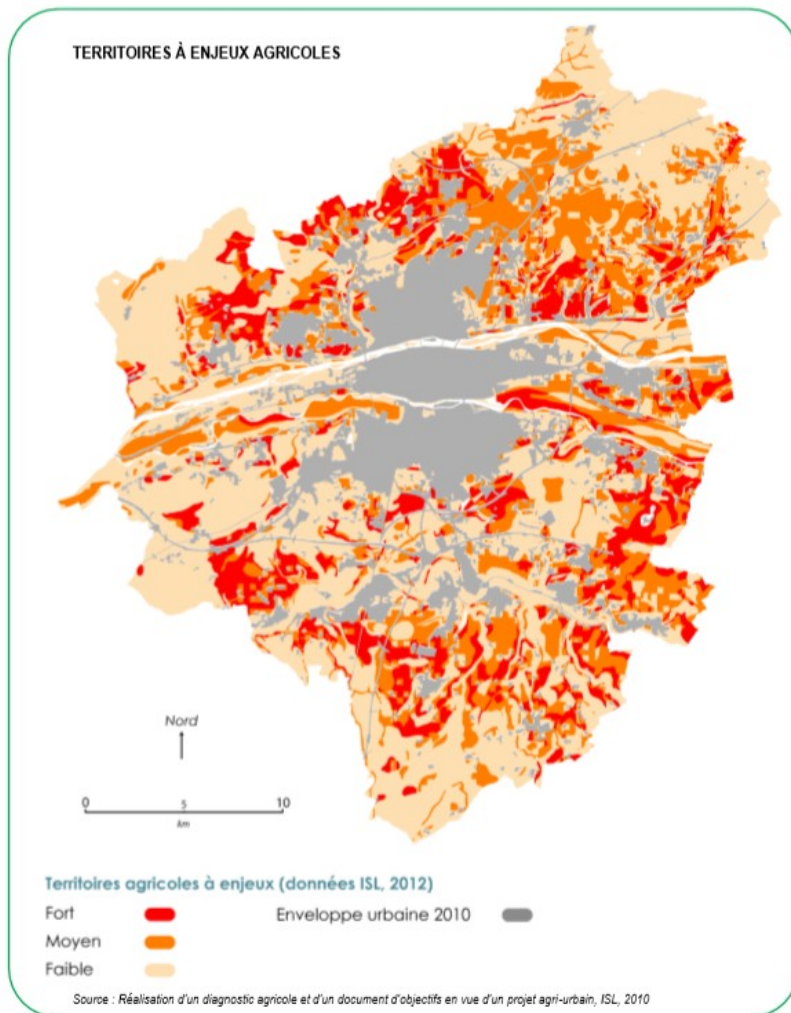 TERRITOIRES À ENJEUX AGRICOLES
Nord
0 5 10
km
Territoires agricoles à enjeux (données ISL, 2012)
Fort Enveloppe urbaine 2010
Moyen
Faible
Source : Réalisation d'un diagnostic agricole et d'un document d'objectifs en vue d'un projet agri-urbain, ISL, 2010